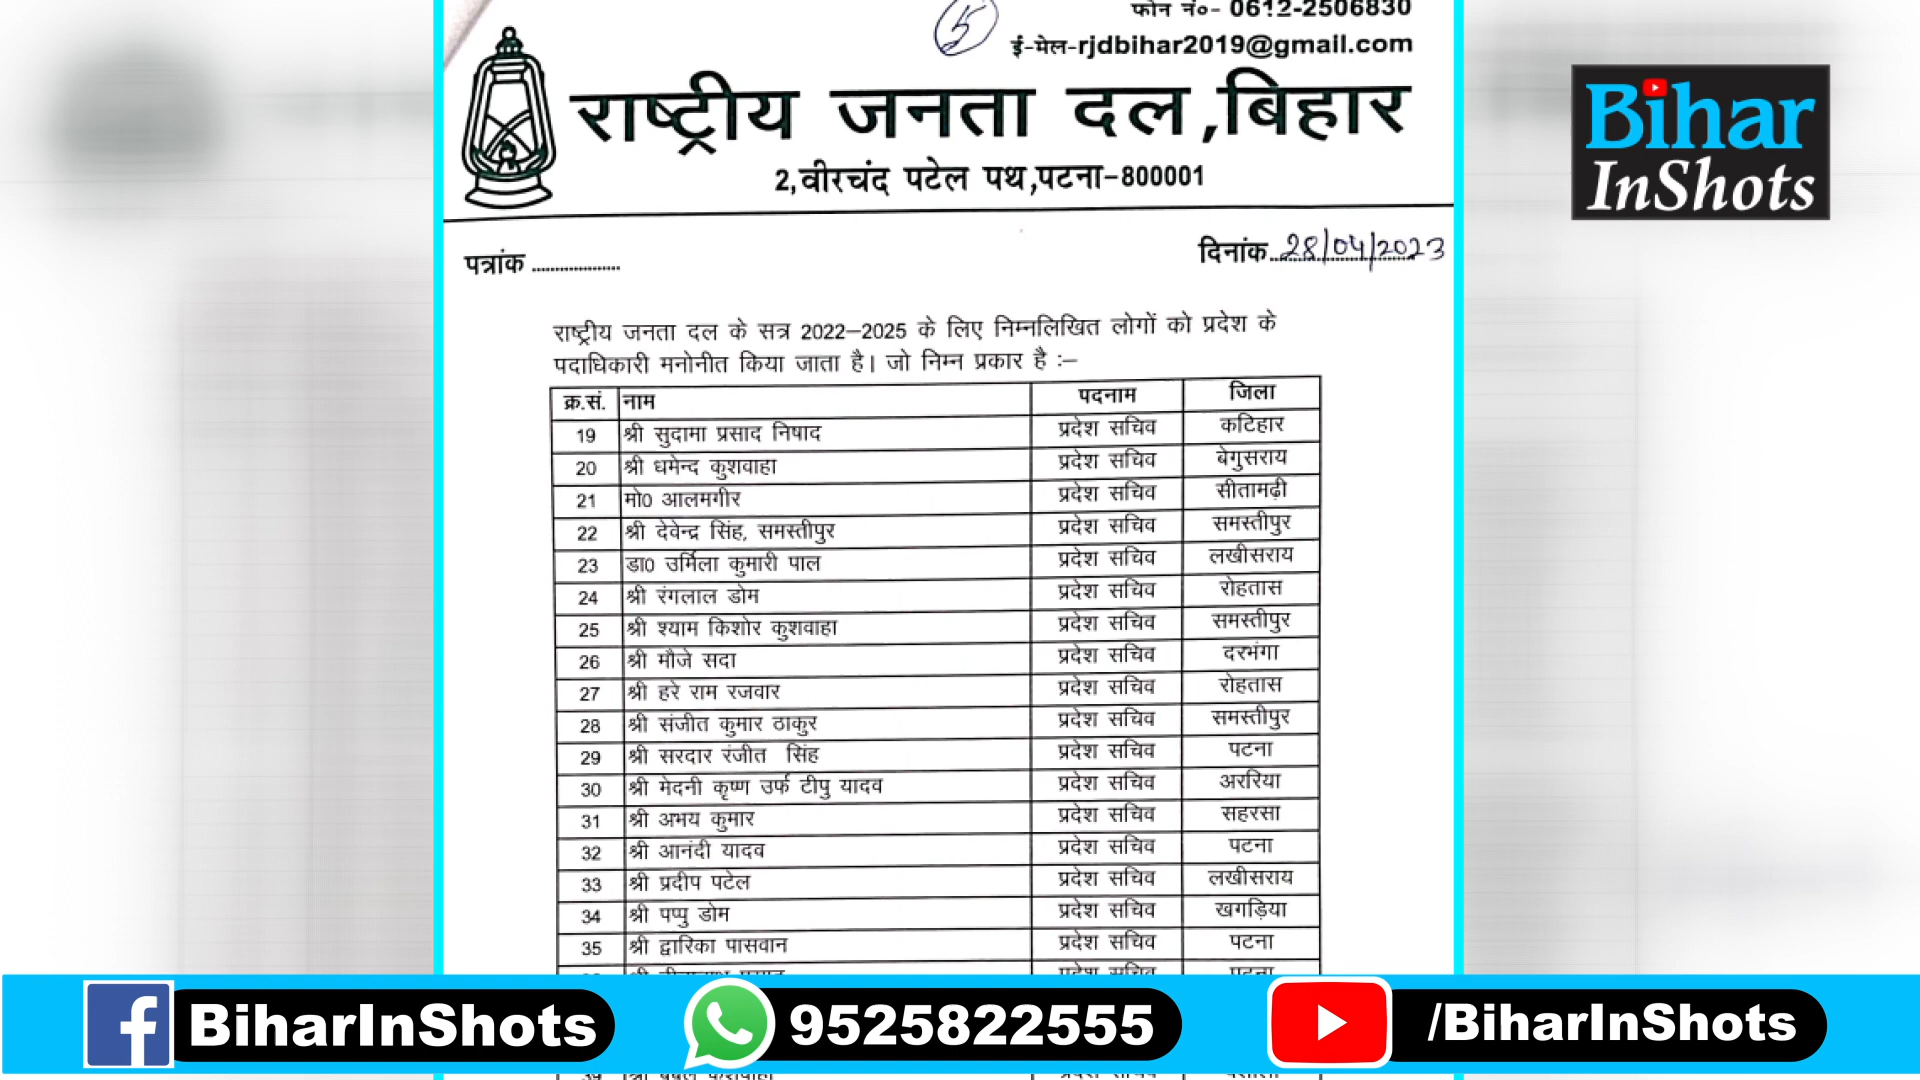 5
फोन नं०- 0612-2506830
ई-मेल-rjdbihar2019@gmail.com
राष्ट्रीय जनता दल,बिहार
2,वीरचंद पटेल पथ,पटना-800001
Bihar
InShots
पत्रांक ....................
दिनांक 28/04/2023
राष्ट्रीय जनता दल के सत्र 2022–2025 के लिए निम्नलिखित लोगों को प्रदेश के
पदाधिकारी मनोनीत किया जाता है। जो निम्न प्रकार है :–
क्र.सं. नाम पदनाम जिला
19 श्री सुदामा प्रसाद निषाद प्रदेश सचिव कटिहार
20 श्री धमेन्द कुशवाहा प्रदेश सचिव बेगुसराय
21 मो0 आलमगीर प्रदेश सचिव सीतामढ़ी
22 श्री देवेन्द्र सिंह, समस्तीपुर प्रदेश सचिव समस्तीपुर
23 डा0 उर्मिला कुमारी पाल प्रदेश सचिव लखीसराय
24 श्री रंगलाल डोम प्रदेश सचिव रोहतास
25 श्री श्याम किशोर कुशवाहा प्रदेश सचिव समस्तीपुर
26 श्री मौजे सदा प्रदेश सचिव दरभंगा
27 श्री हरे राम रजवार प्रदेश सचिव रोहतास
28 श्री संजीत कुमार ठाकुर प्रदेश सचिव समस्तीपुर
29 श्री सरदार रंजीत सिंह प्रदेश सचिव पटना
30 श्री मेदनी कृष्ण उर्फ टीपु यादव प्रदेश सचिव अररिया
31 श्री अभय कुमार प्रदेश सचिव सहरसा
32 श्री आनंदी यादव प्रदेश सचिव पटना
33 श्री प्रदीप पटेल प्रदेश सचिव लखीसराय
34 श्री पप्पु डोम प्रदेश सचिव खगड़िया
35 श्री द्वारिका पासवान प्रदेश सचिव पटना
प्रदेश सचिव पटना
BiharInShots 9525822555 /BiharInShots